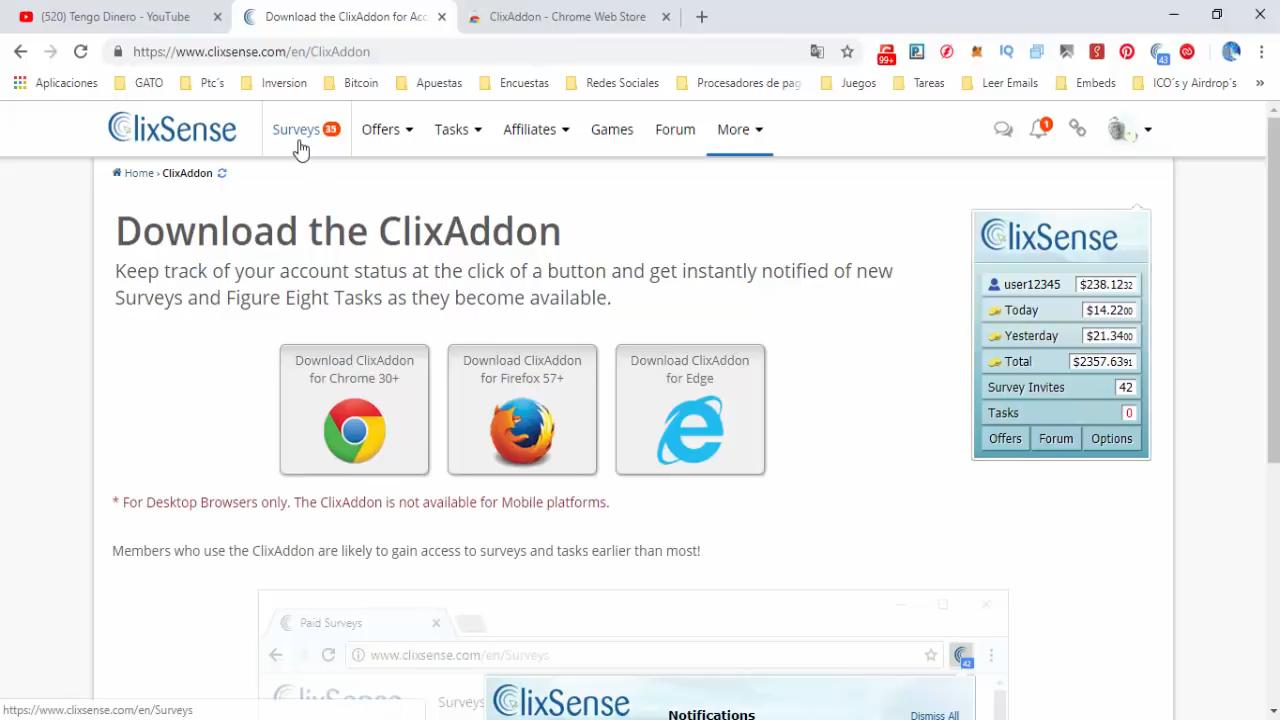 (520) Tengo Dinero - YouTube
Download the ClixAddon for Acc
ClixAddon - Chrome Web Store
https://www.clixsense.com/en/ClixAddon
99+
43
Aplicaciones GATO Ptc´s Inversion Bitcoin Apuestas Encuestas Redes Sociales Procesadores de pag Juegos Tareas Leer Emails Embeds ICO´s y Airdrop´s »
ClixSense Surveys 35 Offers Tasks Affiliates Games Forum More 1
Home › ClixAddon
Download the ClixAddon
Keep track of your account status at the click of a button and get instantly notified of new
Surveys and Figure Eight Tasks as they become available.
Download ClixAddon
for Chrome 30+
Download ClixAddon
for Firefox 57+
Download ClixAddon
for Edge
ClixSense
user12345 $238.1232
Today $14.2200
Yesterday $21.3400
Total $2357.6391
Survey Invites 42
Tasks 0
Offers Forum Options
* For Desktop Browsers only. The ClixAddon is not available for Mobile platforms.
Members who use the ClixAddon are likely to gain access to surveys and tasks earlier than most!
Paid Surveys
www.clixsense.com/en/Surveys
42
ClixSense Surveys
ClixSense Notifications Dismiss All
https://www.clixsense.com/en/Surveys